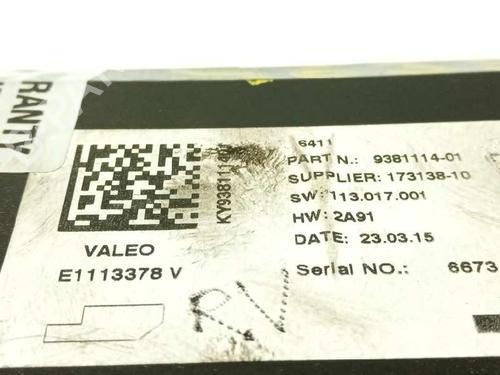 RANTY
6411
PART N.: 9381114-01
SUPPLIER: 173138-10
SW: 113.017.001
HW: 2A91
DATE: 23.03.15
Serial NO.: 6673
VALEO
E1113378 V
RV